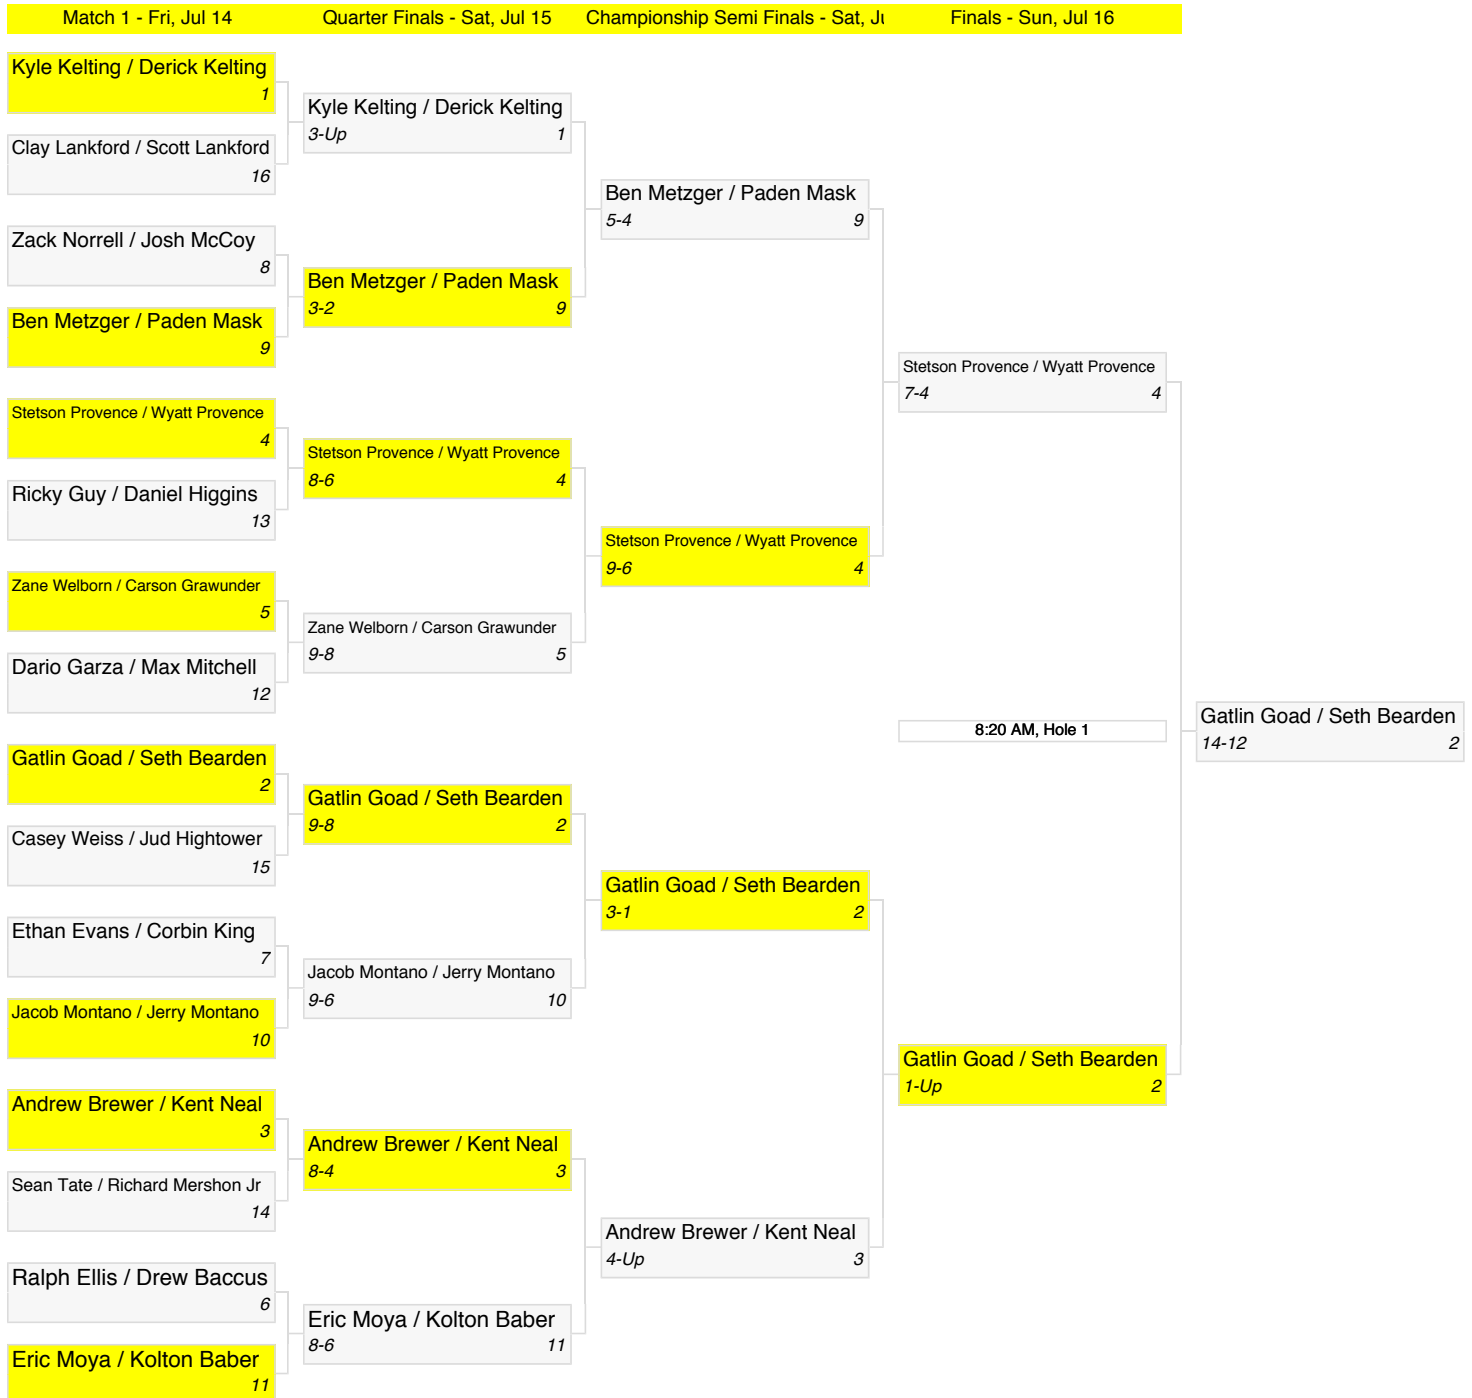 Match 1 - Fri, Jul 14
Quarter Finals - Sat, Jul 15
Championship Semi Finals - Sat, Ju
Finals - Sun, Jul 16
Kyle Kelting / Derick Kelting
1
Clay Lankford / Scott Lankford
16
Zack Norrell / Josh McCoy
8
Ben Metzger / Paden Mask
9
Stetson Provence / Wyatt Provence
4
Ricky Guy / Daniel Higgins
13
Zane Welborn / Carson Grawunder
5
Dario Garza / Max Mitchell
12
Gatlin Goad / Seth Bearden
2
Casey Weiss / Jud Hightower
15
Ethan Evans / Corbin King
7
Jacob Montano / Jerry Montano
10
Andrew Brewer / Kent Neal
3
Sean Tate / Richard Mershon Jr
14
Ralph Ellis / Drew Baccus
6
Eric Moya / Kolton Baber
11
Kyle Kelting / Derick Kelting
3-Up 1
Ben Metzger / Paden Mask
3-2 9
Stetson Provence / Wyatt Provence
8-6 4
Zane Welborn / Carson Grawunder
9-8 5
Gatlin Goad / Seth Bearden
9-8 2
Jacob Montano / Jerry Montano
9-6 10
Andrew Brewer / Kent Neal
8-4 3
Eric Moya / Kolton Baber
8-6 11
Ben Metzger / Paden Mask
5-4 9
Stetson Provence / Wyatt Provence
9-6 4
Gatlin Goad / Seth Bearden
3-1 2
Andrew Brewer / Kent Neal
4-Up 3
Stetson Provence / Wyatt Provence
7-4 4
8:20 AM, Hole 1
Gatlin Goad / Seth Bearden
1-Up 2
Gatlin Goad / Seth Bearden
14-12 2